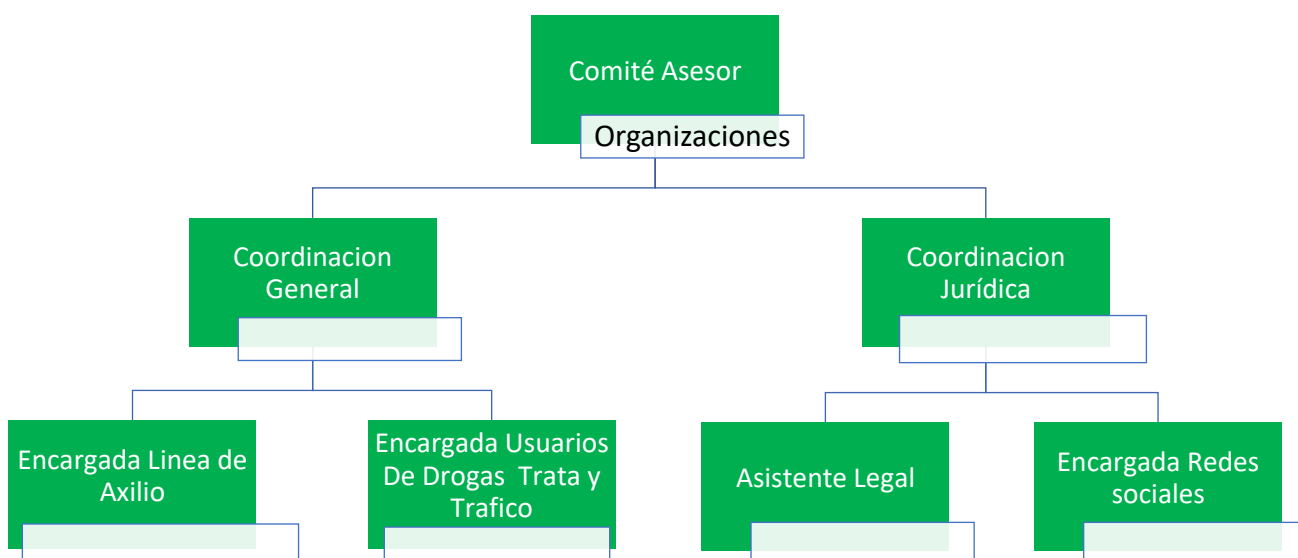 Comité Asesor
Organizaciones
Coordinacion
General
Coordinacion
Jurídica
Encargada Linea de
Axilio
Encargada Usuarios
De Drogas Trata y
Trafico
Asistente Legal
Encargada Redes
sociales